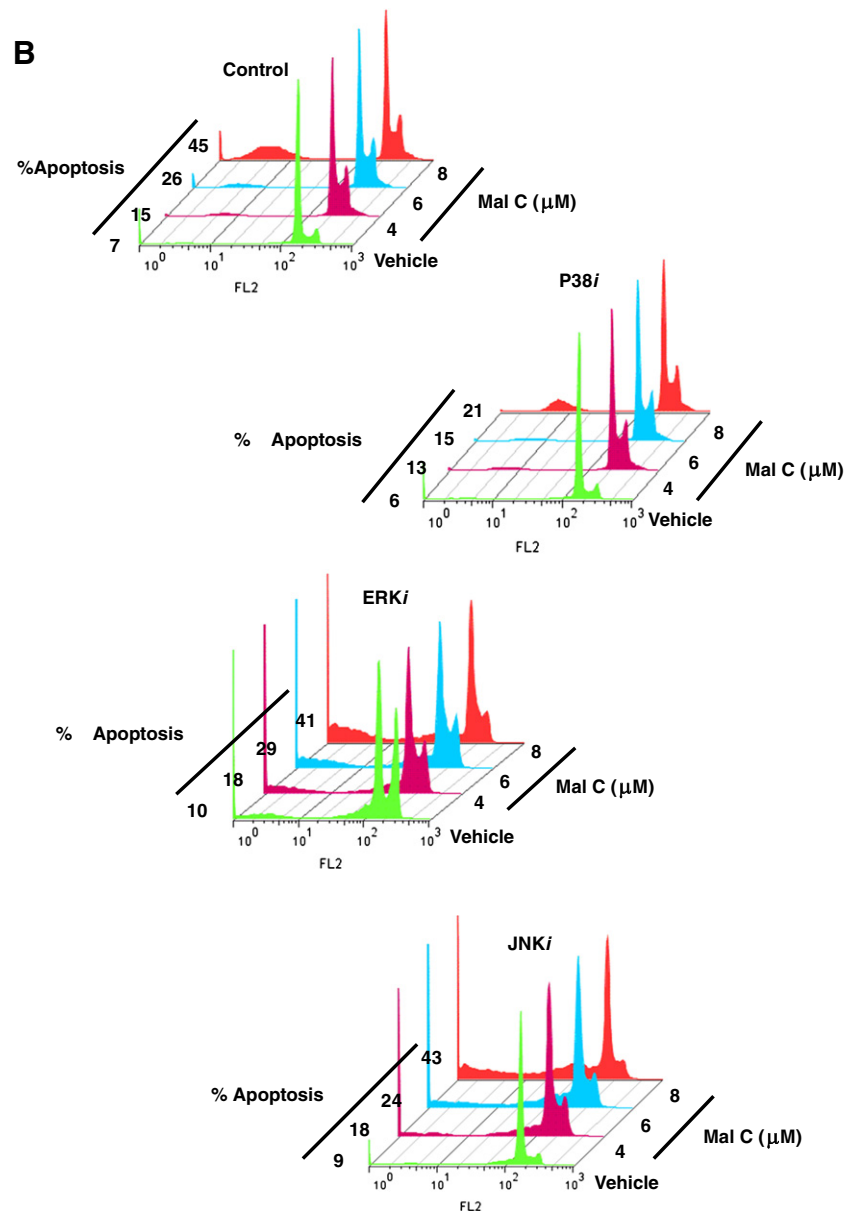 B
Control
%Apoptosis
45
26
15
7
8
6
4
Vehicle
Mal C (μM)
10^0 10^1 10^2 10^3
FL2
P38i
% Apoptosis
21
15
13
6
8
6
4
Vehicle
Mal C (μM)
10^0 10^1 10^2 10^3
FL2
ERKi
% Apoptosis
41
29
18
10
8
6
4
Vehicle
Mal C (μM)
10^0 10^1 10^2 10^3
FL2
JNKi
% Apoptosis
43
24
18
9
8
6
4
Vehicle
Mal C (μM)
10^0 10^1 10^2 10^3
FL2